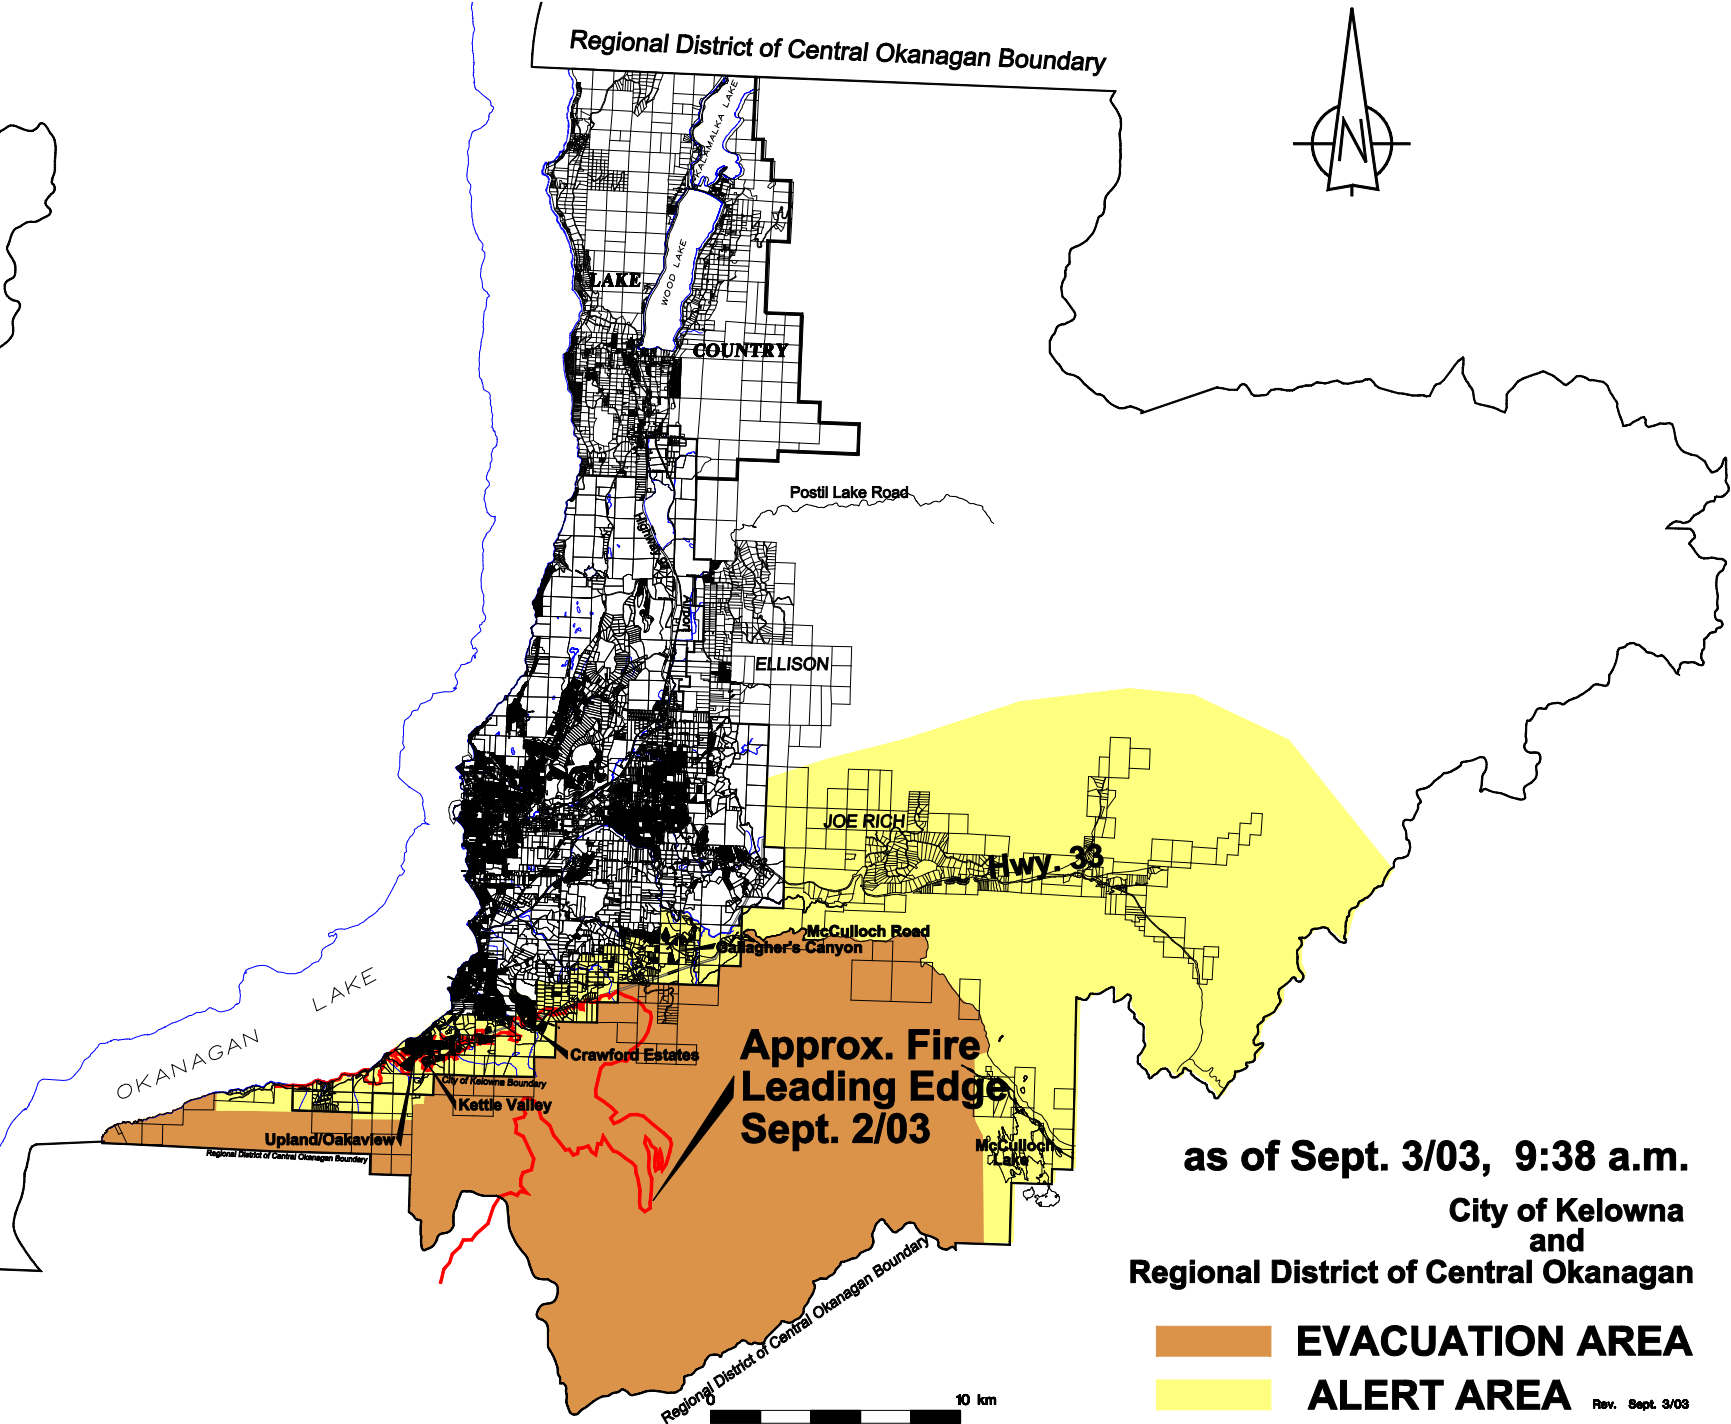 Regional District of Central Okanagan Boundary
N
KALAMALKA LAKE
WOOD LAKE
LAKE
COUNTRY
Postil Lake Road
Highway 97
Airport
ELLISON
JOE RICH
Hwy. 33
McCulloch Road
Gallagher's Canyon
OKANAGAN LAKE
Crawford Estates
City of Kelowna Boundary
Kettle Valley
Upland/Oakaview
Regional District of Central Okanagan Boundary
Approx. Fire
Leading Edge
Sept. 2/03
McCulloch
Lake
as of Sept. 3/03, 9:38 a.m.
City of Kelowna
and
Regional District of Central Okanagan
Regional District of Central Okanagan Boundary
EVACUATION AREA
ALERT AREA
Rev. Sept. 3/03
0
10 km